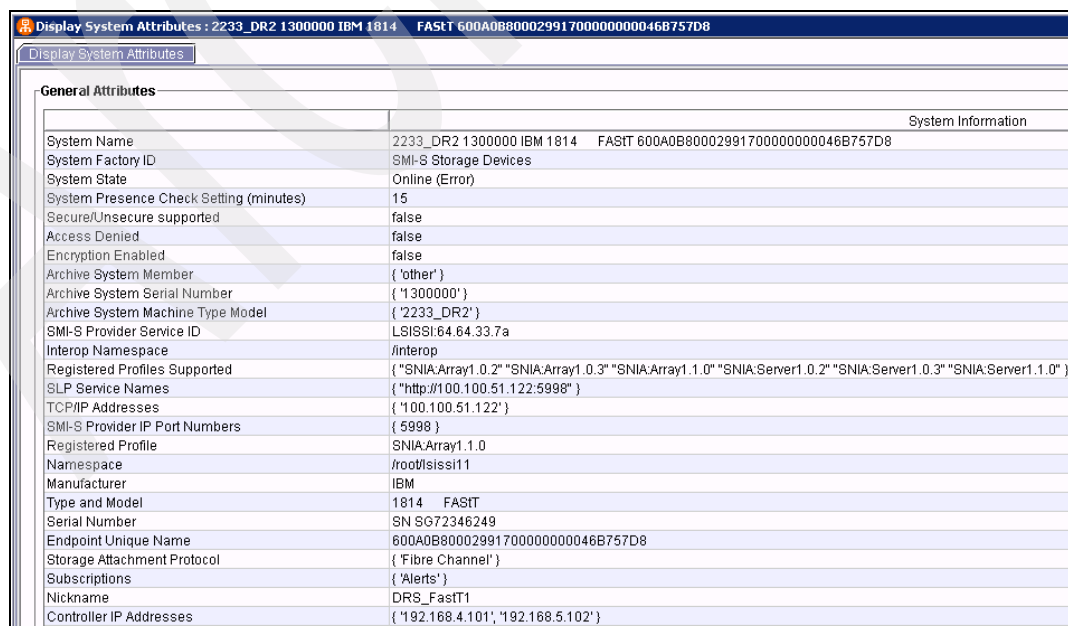 Display System Attributes : 2233_DR2 1300000 IBM 1814 FAStT 600A0B80002991700000000046B757D8
Display System Attributes
General Attributes
System Information
System Name 2233_DR2 1300000 IBM 1814 FAStT 600A0B80002991700000000046B757D8
System Factory ID SMI-S Storage Devices
System State Online (Error)
System Presence Check Setting (minutes) 15
Secure/Unsecure supported false
Access Denied false
Encryption Enabled false
Archive System Member { 'other' }
Archive System Serial Number { '1300000' }
Archive System Machine Type Model { '2233_DR2' }
SMI-S Provider Service ID LSISSI:64.64.33.7a
Interop Namespace /interop
Registered Profiles Supported { "SNIA:Array1.0.2" "SNIA:Array1.0.3" "SNIA:Array1.1.0" "SNIA:Server1.0.2" "SNIA:Server1.0.3" "SNIA:Server1.1.0" }
SLP Service Names { "http://100.100.51.122:5998" }
TCP/IP Addresses { '100.100.51.122' }
SMI-S Provider IP Port Numbers { 5998 }
Registered Profile SNIA:Array1.1.0
Namespace /root/lsissi11
Manufacturer IBM
Type and Model 1814 FAStT
Serial Number SN SG72346249
Endpoint Unique Name 600A0B80002991700000000046B757D8
Storage Attachment Protocol { 'Fibre Channel' }
Subscriptions { 'Alerts' }
Nickname DRS_FastT1
Controller IP Addresses { '192.168.4.101', '192.168.5.102' }